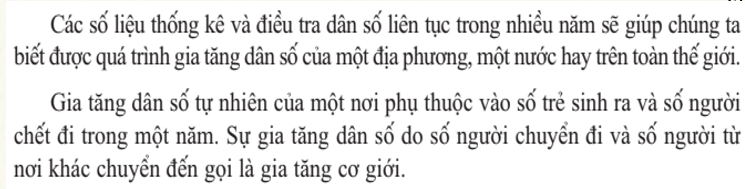 Các số liệu thống kê và điều tra dân số liên tục trong nhiều năm sẽ giúp chúng ta
biết được quá trình gia tăng dân số của một địa phương, một nước hay trên toàn thế giới.
Gia tăng dân số tự nhiên của một nơi phụ thuộc vào số trẻ sinh ra và số người
chết đi trong một năm. Sự gia tăng dân số do số người chuyển đi và số người từ
nơi khác chuyển đến gọi là gia tăng cơ giới.